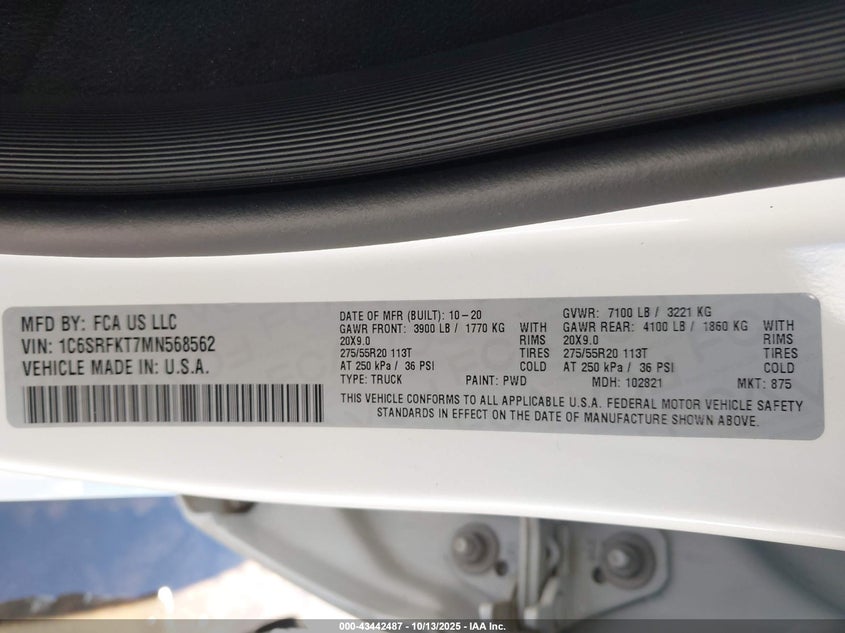 MFD BY: FCA US LLC
VIN: 1C6SRFKT7MN568562
VEHICLE MADE IN: U.S.A.
DATE OF MFR (BUILT): 10-20
GVWR: 7100 LB / 3221 KG
GAWR FRONT: 3900 LB / 1770 KG WITH
GAWR REAR: 4100 LB / 1860 KG WITH
20X9.0 RIMS
20X9.0 RIMS
275/55R20 113T TIRES
275/55R20 113T TIRES
AT 250 kPa / 36 PSI COLD
AT 250 kPa / 36 PSI COLD
TYPE: TRUCK PAINT: PWD MDH: 102821 MKT: 875
THIS VEHICLE CONFORMS TO ALL APPLICABLE U.S.A. FEDERAL MOTOR VEHICLE SAFETY
STANDARDS IN EFFECT ON THE DATE OF MANUFACTURE SHOWN ABOVE.
000-43442487 - 10/13/2025 - IAA Inc.